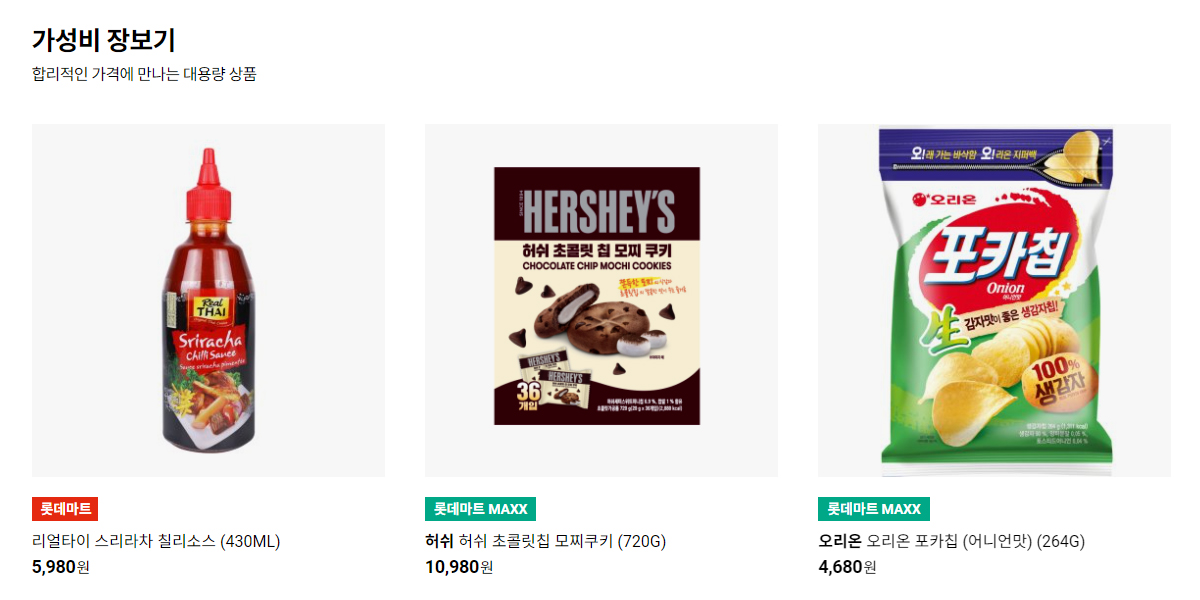 가성비 장보기
합리적인 가격에 만나는 대용량 상품
Real
THAI
Sriracha
Chilli Sauce
Sauce sriracha pimentée
HERSHEY'S
허쉬 초콜릿 칩 모찌 쿠키
CHOCOLATE CHIP MOCHI COOKIES
HERSHEY'S
HERSHEY'S
36
개입
오!래 가는 바삭함 오!리온 지퍼백
오리온
포카칩
Onion
어니언맛
生 감자맛이 좋은 생감자칩!
100%
생감자
롯데마트
리얼타이 스리라차 칠리소스 (430ML)
5,980원
롯데마트 MAXX
허쉬 허쉬 초콜릿칩 모찌쿠키 (720G)
10,980원
롯데마트 MAXX
오리온 오리온 포카칩 (어니언맛) (264G)
4,680원